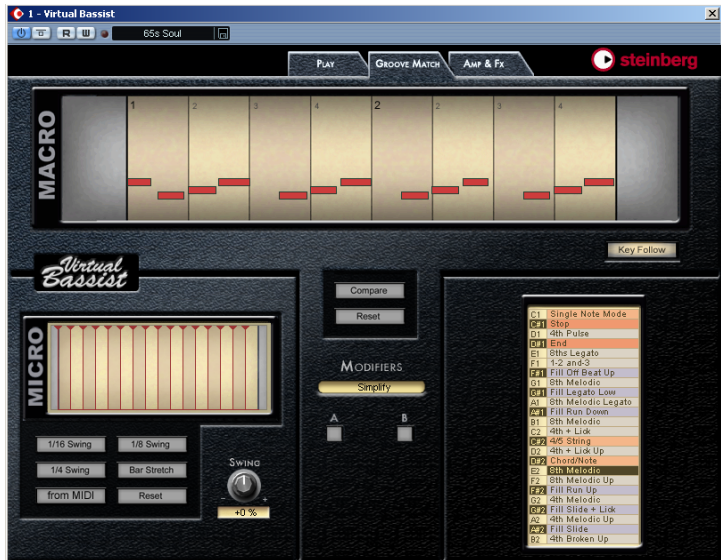 1 - Virtual Bassist
R W 65s Soul
PLAY GROOVE MATCH AMP & FX steinberg
MACRO
1 2 3 4 2 2 3 4
Key Follow
Virtual Bassist
Compare
Reset
MICRO
MODIFIERS
Simplify
A B
1/16 Swing 1/8 Swing
1/4 Swing Bar Stretch
from MIDI Reset
SWING
- +
+0 %
C1 Single Note Mode
C#1 Stop
D1 4th Pulse
D#1 End
E1 8ths Legato
F1 1-2 and-3
F#1 Fill Off Beat Up
G1 8th Melodic
G#1 Fill Legato Low
A1 8th Melodic Legato
A#1 Fill Run Down
B1 8th Melodic
C2 4th + Lick
C#2 4/5 String
D2 4th + Lick Up
D#2 Chord/Note
E2 8th Melodic
F2 8th Melodic Up
F#2 Fill Run Up
G2 4th Melodic
G#2 Fill Slide + Lick
A2 4th Melodic Up
A#2 Fill Slide
B2 4th Broken Up